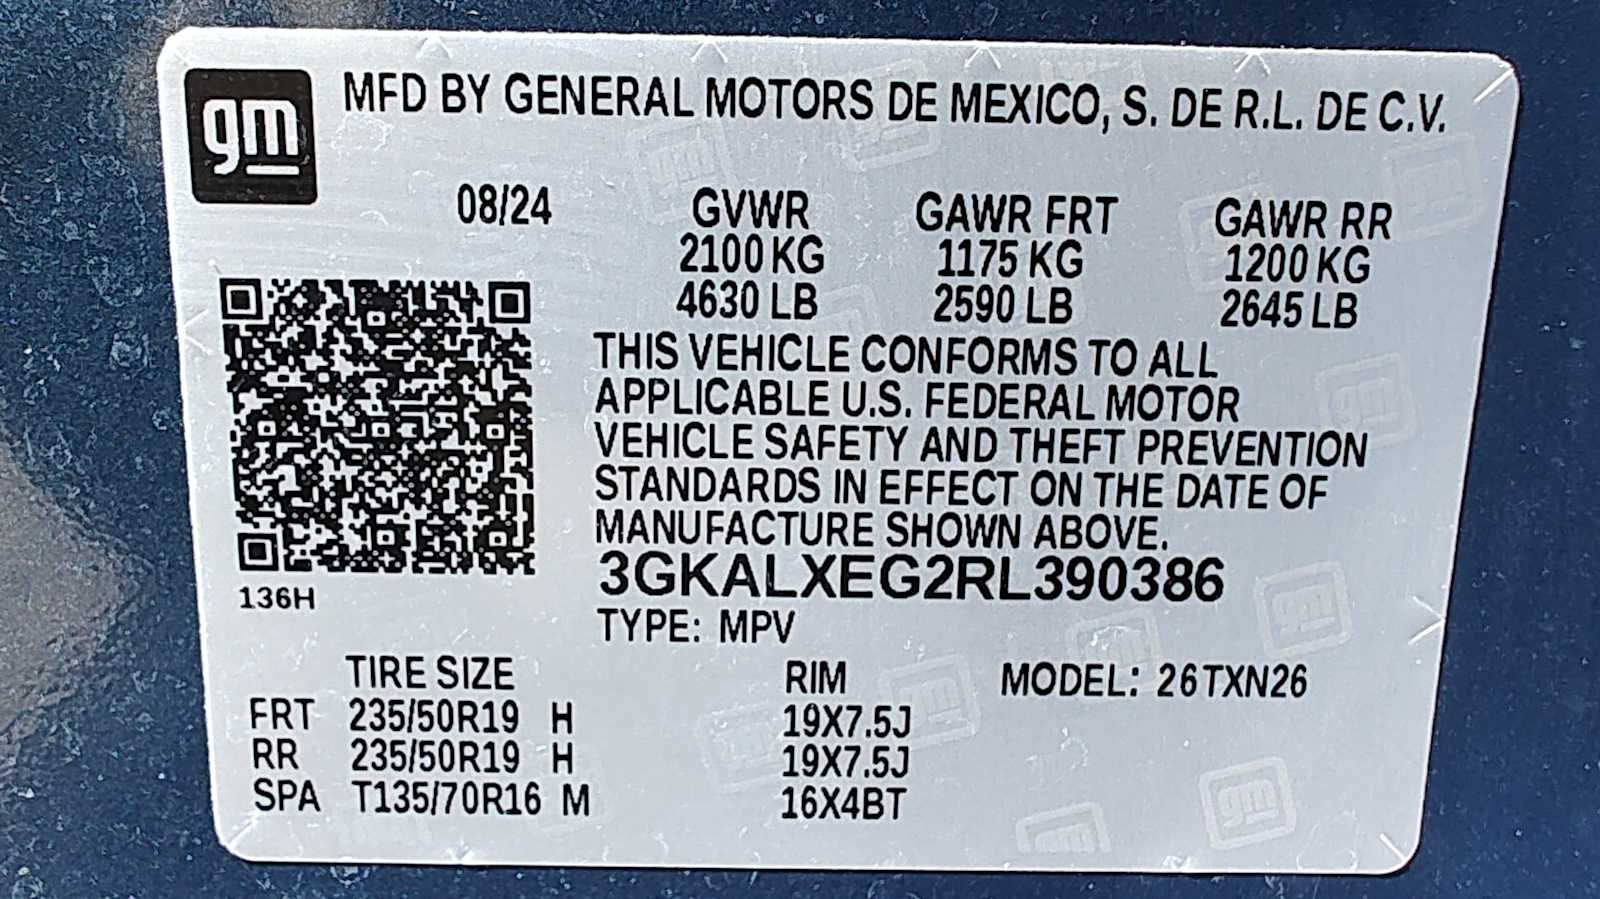 gm
MFD BY GENERAL MOTORS DE MEXICO, S. DE R.L. DE C.V.
08/24 GVWR GAWR FRT GAWR RR
2100 KG 1175 KG 1200 KG
4630 LB 2590 LB 2645 LB
THIS VEHICLE CONFORMS TO ALL
APPLICABLE U.S. FEDERAL MOTOR
VEHICLE SAFETY AND THEFT PREVENTION
STANDARDS IN EFFECT ON THE DATE OF
MANUFACTURE SHOWN ABOVE.
3GKALXEG2RL390386
136H
TYPE: MPV
TIRE SIZE RIM MODEL: 26TXN26
FRT 235/50R19 H 19X7.5J
RR 235/50R19 H 19X7.5J
SPA T135/70R16 M 16X4BT